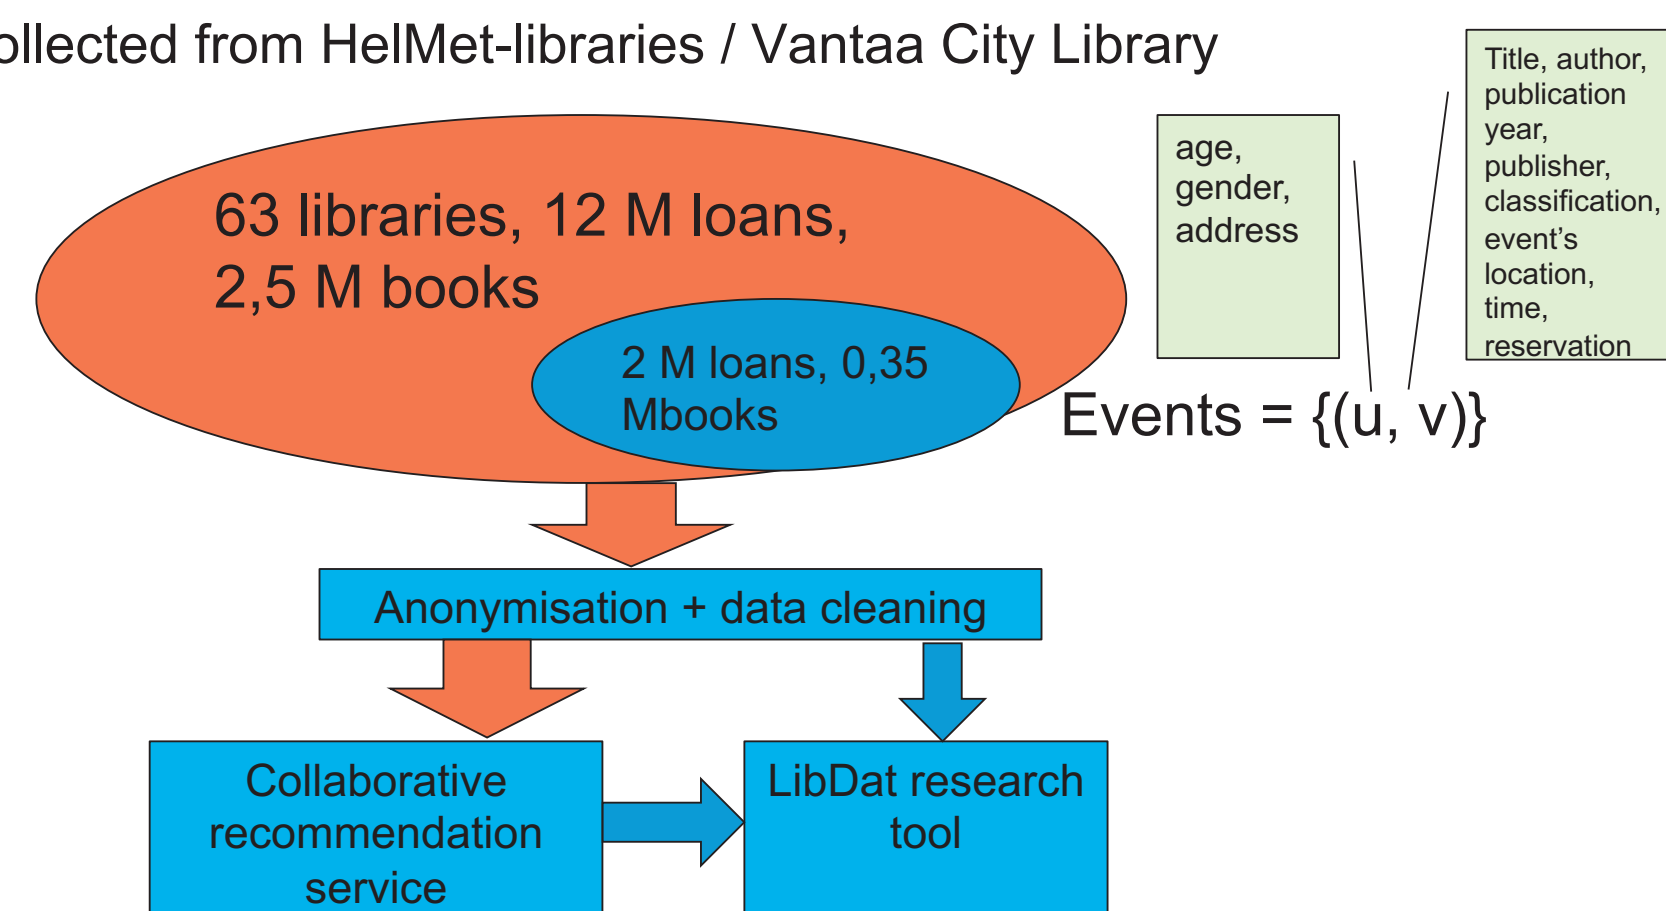 ollected from HelMet-libraries / Vantaa City Library
63 libraries, 12 M loans,
2,5 M books
2 M loans, 0,35
Mbooks
age,
gender,
address
Title, author,
publication
year,
publisher,
classification,
event's
location,
time,
reservation
Events = {(u, v)}
Anonymisation + data cleaning
Collaborative
recommendation
service
LibDat research
tool